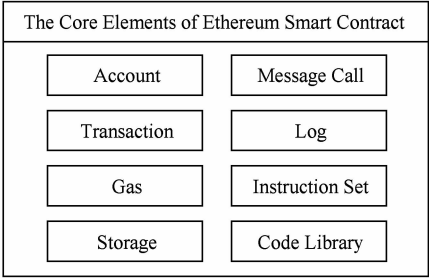 The Core Elements of Ethereum Smart Contract
Account
Message Call
Transaction
Log
Gas
Instruction Set
Storage
Code Library